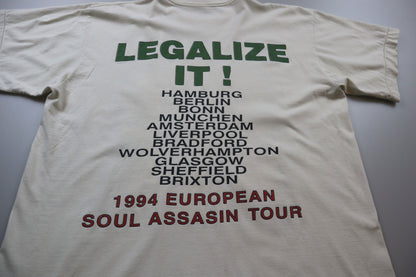 LEGALIZE
IT !
HAMBURG
BERLIN
BONN
MUNCHEN
AMSTERDAM
LIVERPOOL
BRADFORD
WOLVERHAMPTON
GLASGOW
SHEFFIELD
BRIXTON
1994 EUROPEAN
SOUL ASSASIN TOUR